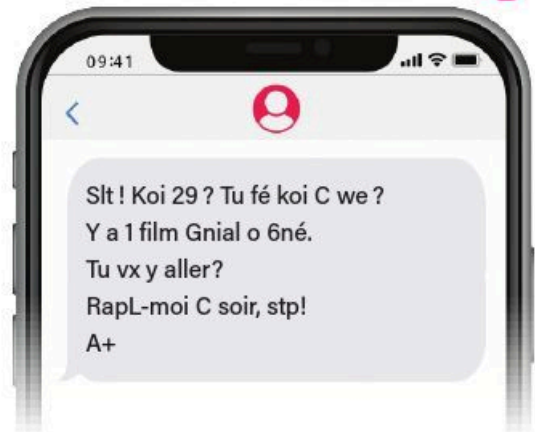 09:41
Slt ! Koi 29 ? Tu fé koi C we ?
Y a 1 film Gnial o 6né.
Tu vx y aller?
RapL-moi C soir, stp!
A+